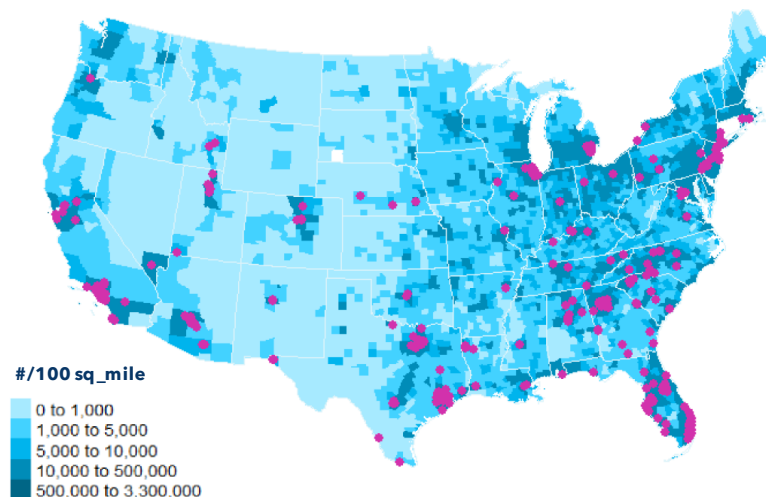 #/100 sq_mile
0 to 1,000
1,000 to 5,000
5,000 to 10,000
10,000 to 500,000
500,000 to 3,300,000